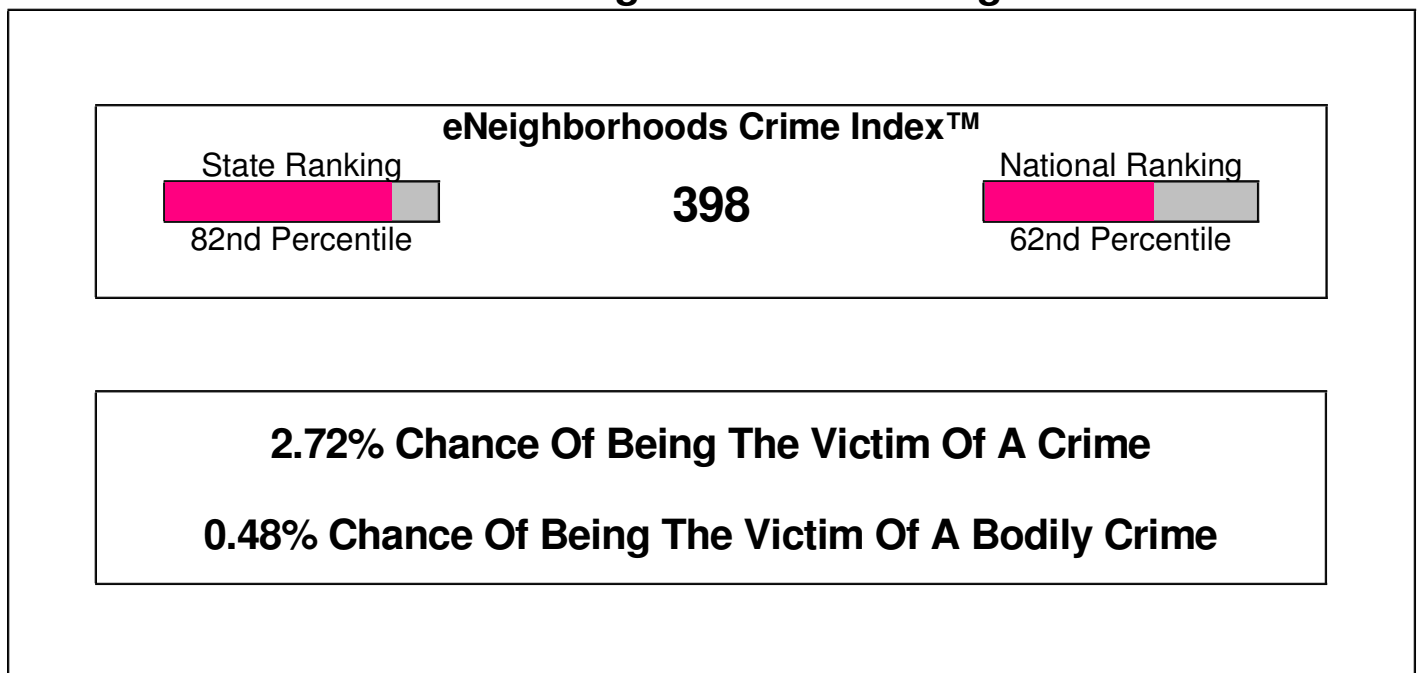 eNeighborhoods Crime Index™
State Ranking
National Ranking
398
82nd Percentile
62nd Percentile
2.72% Chance Of Being The Victim Of A Crime
0.48% Chance Of Being The Victim Of A Bodily Crime